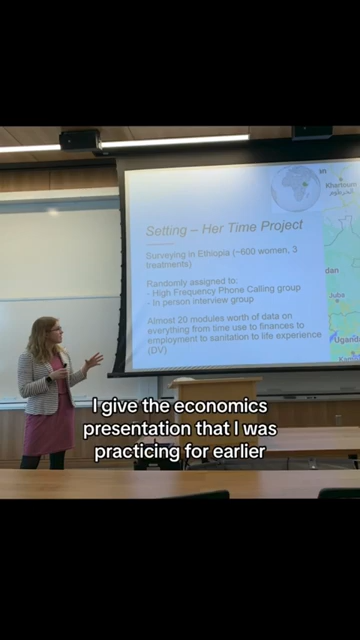 Setting – Her Time Project
Surveying in Ethiopia (~600 women, 3
treatments)
Randomly assigned to:
- High Frequency Phone Calling group
- In person interview group
Almost 20 modules worth of data on
everything from time use to finances to
employment to sanitation to life experience
(DV)
Khartoum
الخرطوم
Juba
Uganda
I give the economics
presentation that I was
practicing for earlier